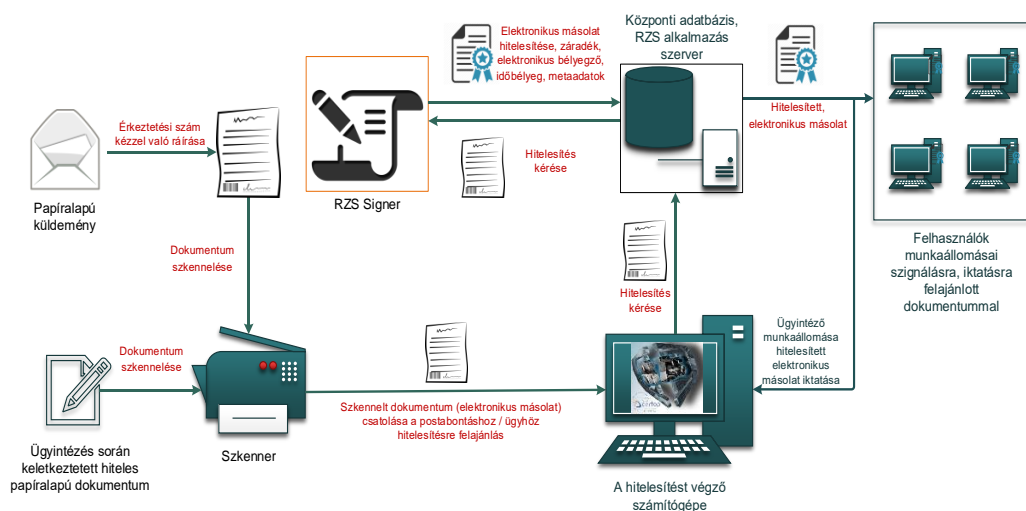 Elektronikus másolat
hitelesítése, záradék,
elektronikus bélyegző,
időbélyeg, metaadatok
Központi adatbázis,
RZS alkalmazás
szerver
Hitelesített,
elektronikus másolat
Érkeztetési szám
kézzel való ráírása
Hitelesítés
kérése
Papíralapú
küldemény
RZS Signer
Dokumentum
szkennelése
Felhasználók
munkaállomásai
szignálásra, iktatásra
felajánlott
dokumentummal
Hitelesítés
kérése
Dokumentum
szkennelése
Ügyintéző
munkaállomása
hitelesített
elektronikus
másolat iktatása
Szkennelt dokumentum (elektronikus másolat)
csatolása a postabontáshoz / ügyhöz
hitelesítésre felajánlás
Ügyintézés során
keletkeztetett hiteles
papíralapú dokumentum
Szkenner
A hitelesítést végző
számítógépe